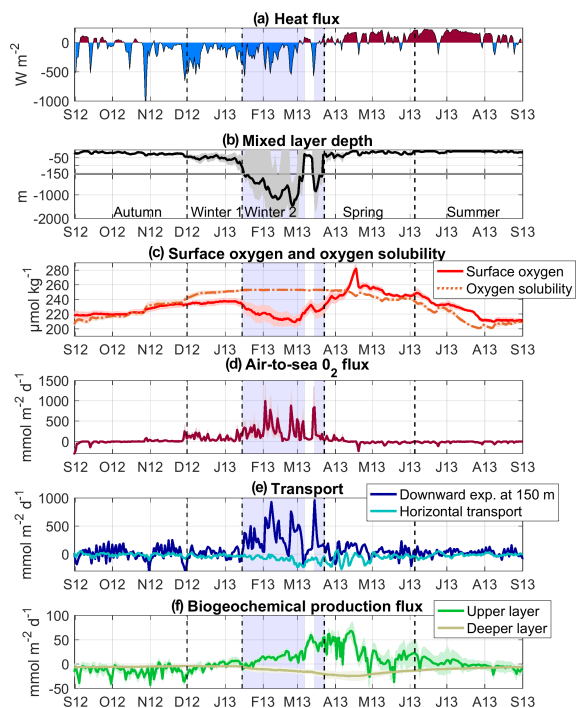 (a) Heat flux
W m-2
0
-500
-1000
S12 O12 N12 D12 J13 F13 M13 A13 M13 J13 J13 A13 S13
(b) Mixed layer depth
-50
-150
m
-1000
-2000
Autumn Winter 1 Winter 2 Spring Summer
S12 O12 N12 D12 J13 F13 M13 A13 M13 J13 J13 A13 S13
(c) Surface oxygen and oxygen solubility
µmol kg-1
280
260
240
220
200
Surface oxygen
Oxygen solubility
S12 O12 N12 D12 J13 F13 M13 A13 M13 J13 J13 A13 S13
(d) Air-to-sea 02 flux
mmol m-2 d-1
1500
1000
500
0
S12 O12 N12 D12 J13 F13 M13 A13 M13 J13 J13 A13 S13
(e) Transport
mmol m-2 d-1
1000
500
0
Downward exp. at 150 m
Horizontal transport
S12 O12 N12 D12 J13 F13 M13 A13 M13 J13 J13 A13 S13
(f) Biogeochemical production flux
mmol m-2 d-1
100
50
0
-50
Upper layer
Deeper layer
S12 O12 N12 D12 J13 F13 M13 A13 M13 J13 J13 A13 S13